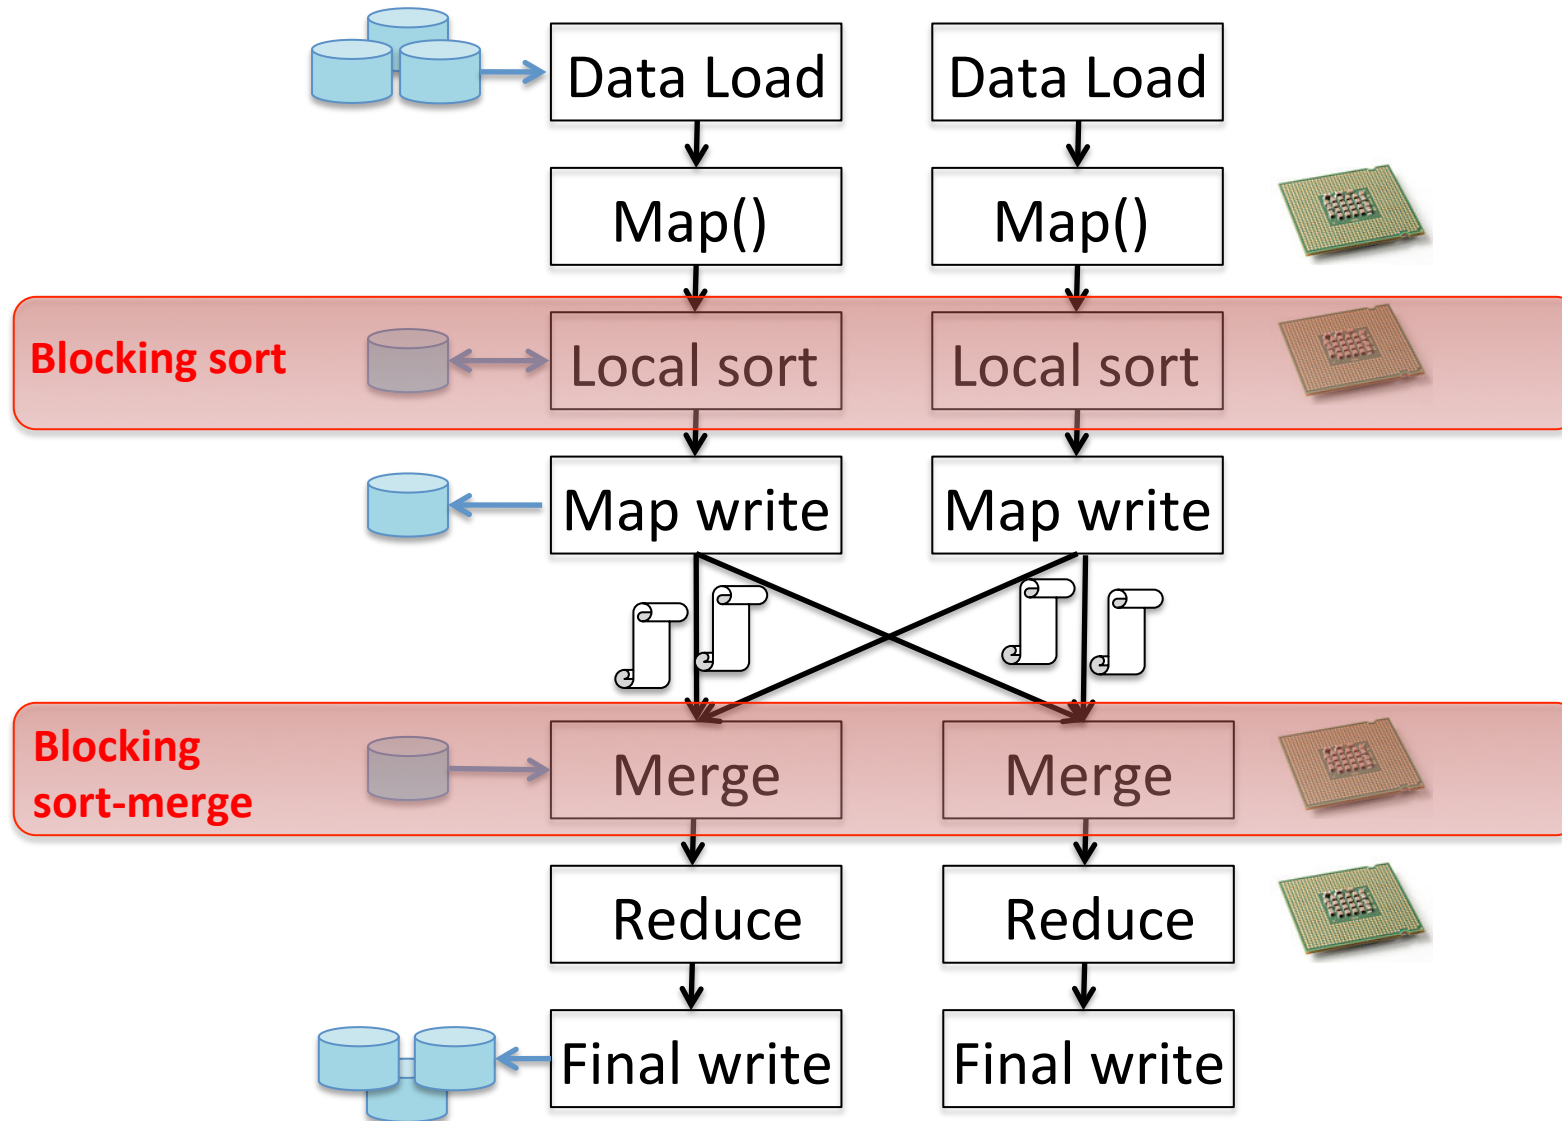 Data Load
Data Load
Map()
Map()
Blocking sort
Local sort
Local sort
Map write
Map write
Blocking
sort-merge
Merge
Merge
Reduce
Reduce
Final write
Final write